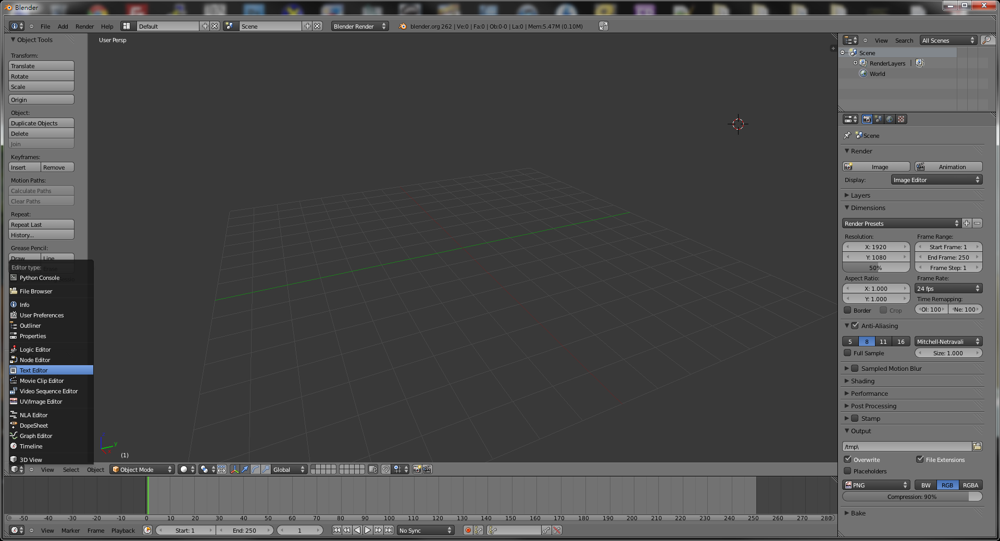 Blender
File Add Render Help Default Scene Blender Render blender.org 262 | Ve:0 | Fa:0 | Ob:0-0 | La:0 | Mem:5.47M (0.10M)
Object Tools
User Persp
Transform:
Translate
Rotate
Scale
Origin
Object:
Duplicate Objects
Delete
Join
Keyframes:
Insert Remove
Motion Paths:
Calculate Paths
Clear Paths
Repeat:
Repeat Last
History...
Grease Pencil:
Draw Line
Editor type:
Python Console
File Browser
Info
User Preferences
Outliner
Properties
Logic Editor
Node Editor
Text Editor
Movie Clip Editor
Video Sequence Editor
UV/Image Editor
NLA Editor
DopeSheet
Graph Editor
Timeline
3D View
y
(1)
View Select Object Object Mode Global
-50 -40 -30 -20 -10 0 10 20 30 40 50 60 70 80 90 100 110 120 130 140 150 160 170 180 190 200 210 220 230 240 250 260 270 280
View Marker Frame Playback Start: 1 End: 250 1 No Sync
View Search All Scenes
Scene
RenderLayers |
World
Scene
Render
Image Animation
Display: Image Editor
Layers
Dimensions
Render Presets
Resolution: Frame Range:
X: 1920 Start Frame: 1
Y: 1080 End Frame: 250
50% Frame Step: 1
Aspect Ratio: Frame Rate:
X: 1.000 24 fps
Y: 1.000 Time Remapping:
Border Crop Ol: 100 Ne: 100
Anti-Aliasing
5 8 11 16 Mitchell-Netravali
Full Sample Size: 1.000
Sampled Motion Blur
Shading
Performance
Post Processing
Stamp
Output
/tmp\
Overwrite File Extensions
Placeholders
PNG BW RGB RGBA
Compression: 90%
Bake